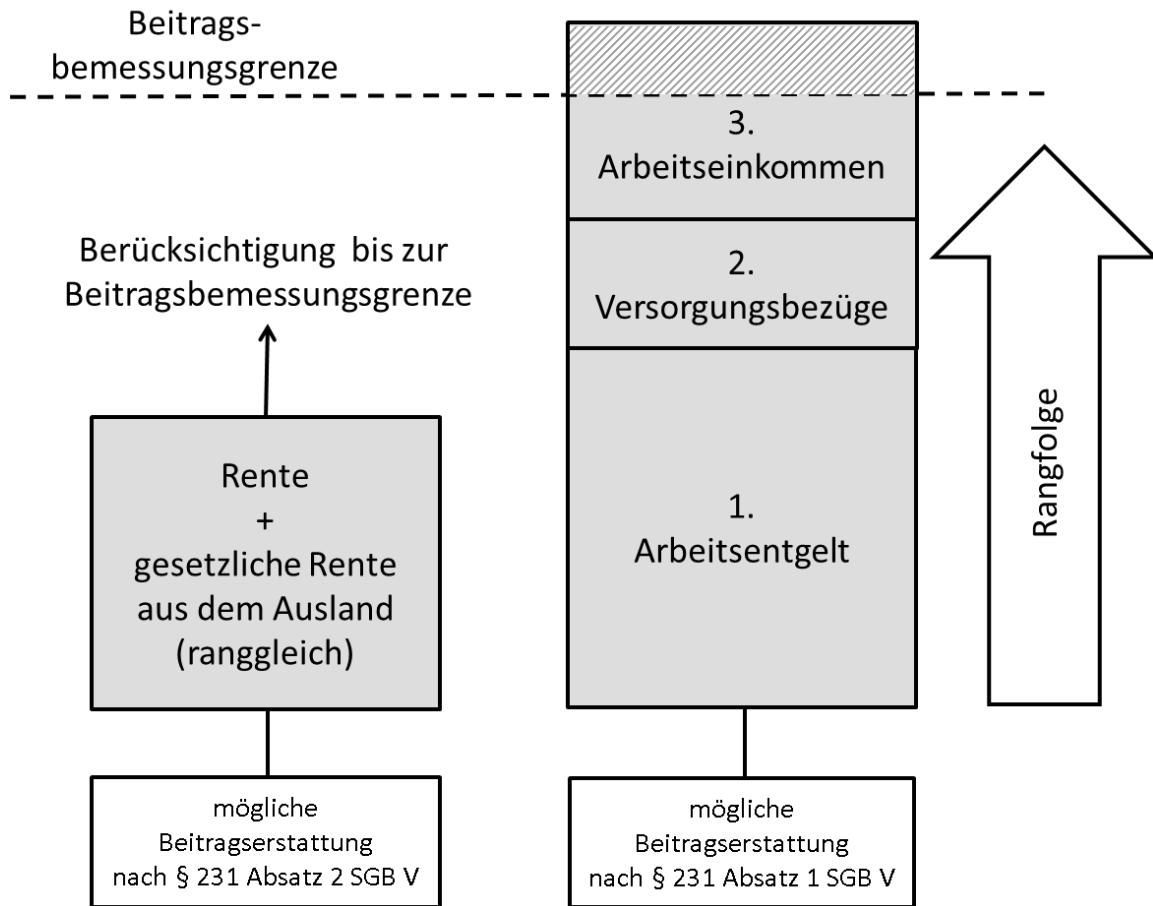 Beitrags-
bemessungsgrenze
Berücksichtigung bis zur
Beitragsbemessungsgrenze
Rente
+
gesetzliche Rente
aus dem Ausland
(ranggleich)
mögliche
Beitragserstattung
nach § 231 Absatz 2 SGB V
3.
Arbeitseinkommen
2.
Versorgungsbezüge
1.
Arbeitsentgelt
mögliche
Beitragserstattung
nach § 231 Absatz 1 SGB V
Rangfolge